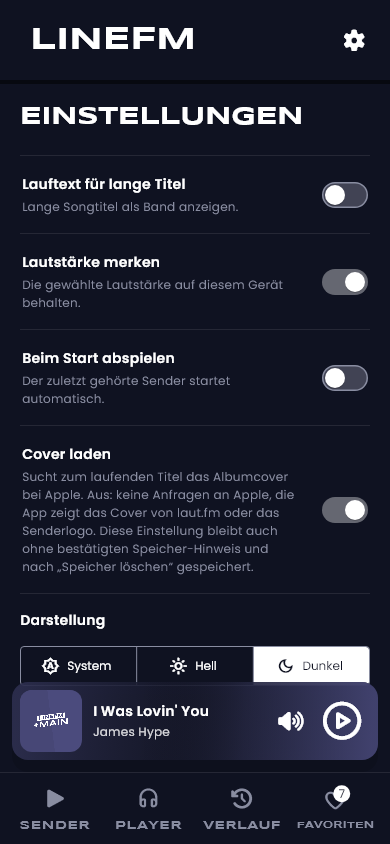 LINEFM
EINSTELLUNGEN
Lauftext für lange Titel
Lange Songtitel als Band anzeigen.
Lautstärke merken
Die gewählte Lautstärke auf diesem Gerät
behalten.
Beim Start abspielen
Der zuletzt gehörte Sender startet
automatisch.
Cover laden
Sucht zum laufenden Titel das Albumcover
bei Apple. Aus: keine Anfragen an Apple, die
App zeigt das Cover von laut.fm oder das
Senderlogo. Diese Einstellung bleibt auch
ohne bestätigten Speicher-Hinweis und
nach „Speicher löschen“ gespeichert.
Darstellung
System Hell Dunkel
LINEFM
MAIN
I Was Lovin' You
James Hype
7
SENDER PLAYER VERLAUF FAVORITEN